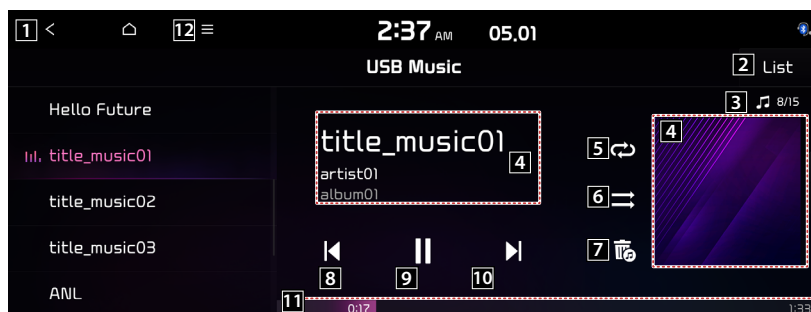 1 12 2:37 AM 05.01
USB Music 2 List
3 8/15
Hello Future
title_music01
title_music02
title_music03
ANL
title_music01 4
artist01
album01
5
6
7
4
8 9 10
11
0:17 1:33